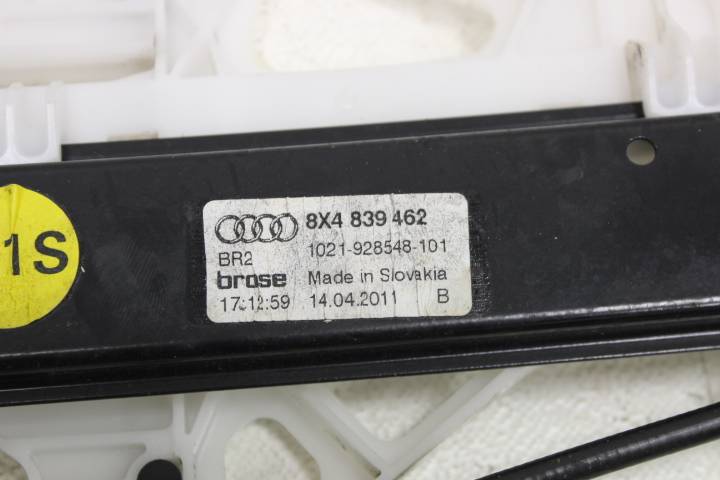 1S
8X4 839 462
BR2 1021-928548-101
brose Made in Slovakia
17:12:59 14.04.2011 B